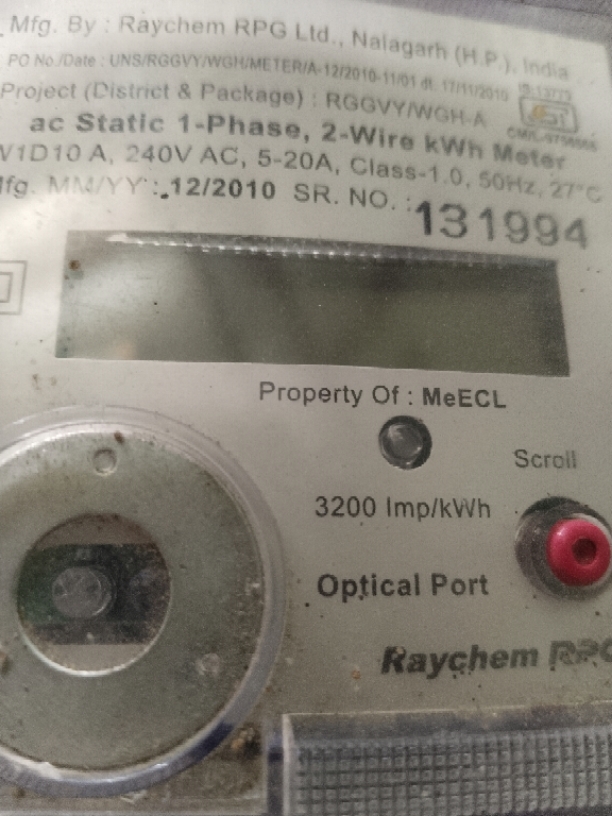 Mfg. By : Raychem RPG Ltd., Nalagarh (H.P.), India
PO No./Date : UNS/RGGVY/WGH/METER/A-12/2010-11/01 dt. 17/11/2010
Project (District & Package) : RGGVY/WGH-A
ac Static 1-Phase, 2-Wire kWh Meter
V1D10 A, 240V AC, 5-20A, Class-1.0, 50Hz, 27°C
Mfg. MM/YY : 12/2010 SR. NO. : 131994
Property Of : MeECL
Scroll
3200 Imp/kWh
Optical Port
Raychem RPG